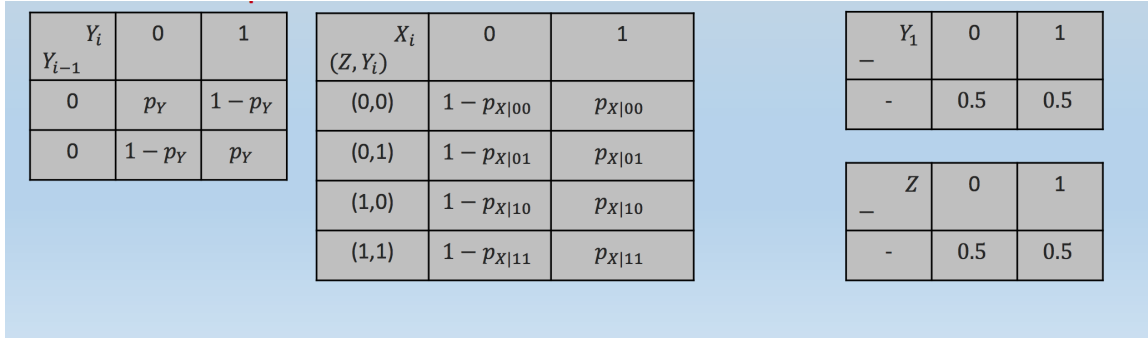 Y_i 0 1
Y_{i-1}
0 p_Y 1 − p_Y
0 1 − p_Y p_Y
X_i 0 1
(Z, Y_i)
(0,0) 1 − p_{X|00} p_{X|00}
(0,1) 1 − p_{X|01} p_{X|01}
(1,0) 1 − p_{X|10} p_{X|10}
(1,1) 1 − p_{X|11} p_{X|11}
Y_1 0 1
–
- 0.5 0.5
Z 0 1
–
- 0.5 0.5